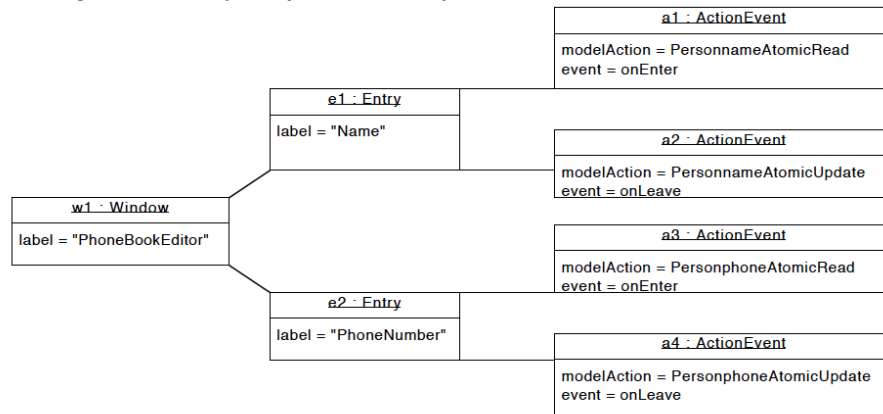 a1 : ActionEvent
modelAction = PersonnameAtomicRead
event = onEnter
e1 : Entry
label = "Name"
a2 : ActionEvent
modelAction = PersonnameAtomicUpdate
event = onLeave
w1 : Window
label = "PhoneBookEditor"
a3 : ActionEvent
modelAction = PersonphoneAtomicRead
event = onEnter
e2 : Entry
label = "PhoneNumber"
a4 : ActionEvent
modelAction = PersonphoneAtomicUpdate
event = onLeave